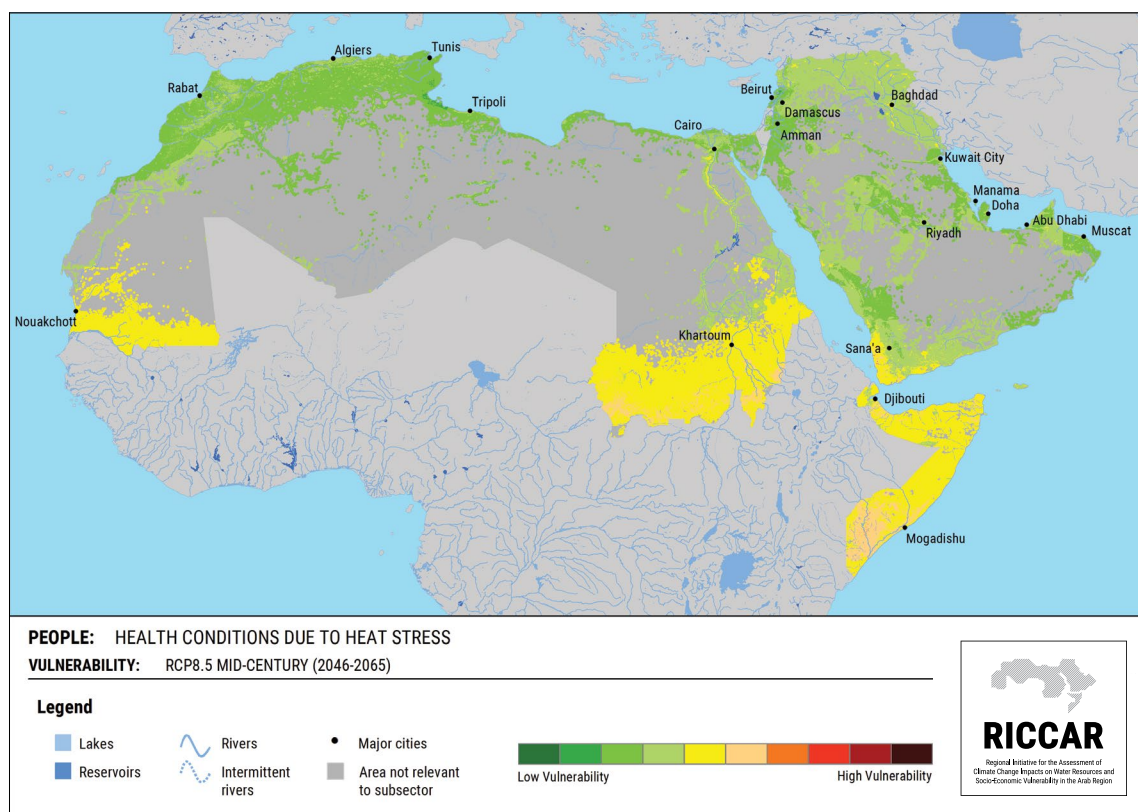 Algiers
Tunis
Rabat
Tripoli
Beirut
Baghdad
Damascus
Cairo
Amman
Kuwait City
Manama
Doha
Abu Dhabi
Riyadh
Muscat
Nouakchott
Khartoum
Sana'a
Djibouti
Mogadishu
PEOPLE: HEALTH CONDITIONS DUE TO HEAT STRESS
VULNERABILITY: RCP8.5 MID-CENTURY (2046-2065)
Legend
Lakes
Reservoirs
Rivers
Intermittent
rivers
Major cities
Area not relevant
to subsector
Low Vulnerability
High Vulnerability
RICCAR
Regional Initiative for the Assessment of
Climate Change Impacts on Water Resources and
Socio-Economic Vulnerability in the Arab Region